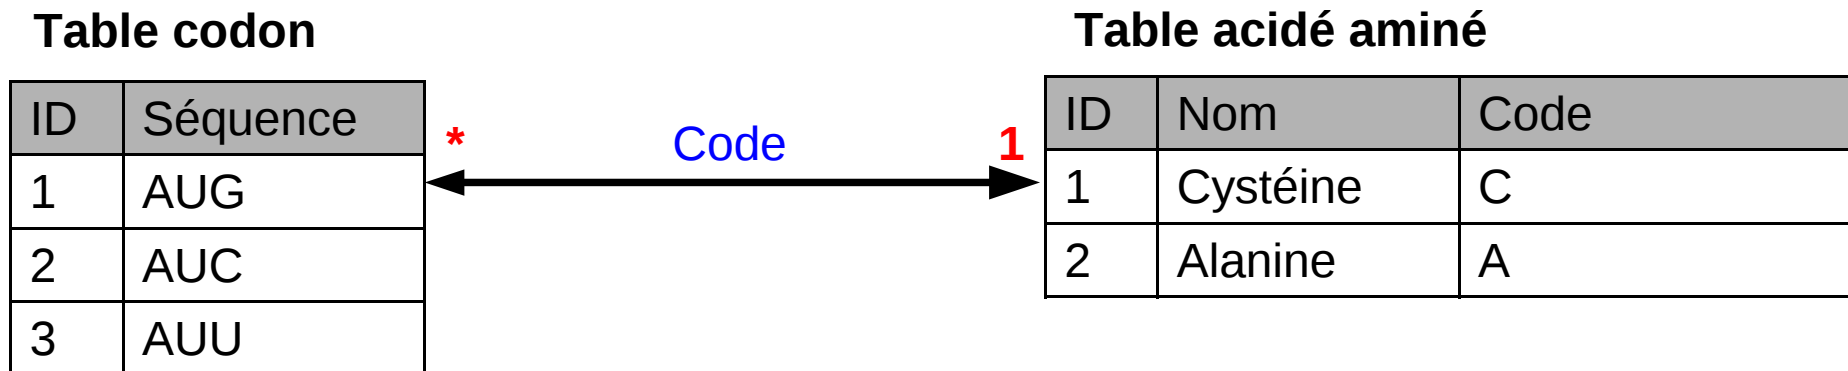 Table codon
ID Séquence
1 AUG
2 AUC
3 AUU
* Code 1
Table acidé aminé
ID Nom Code
1 Cystéine C
2 Alanine A